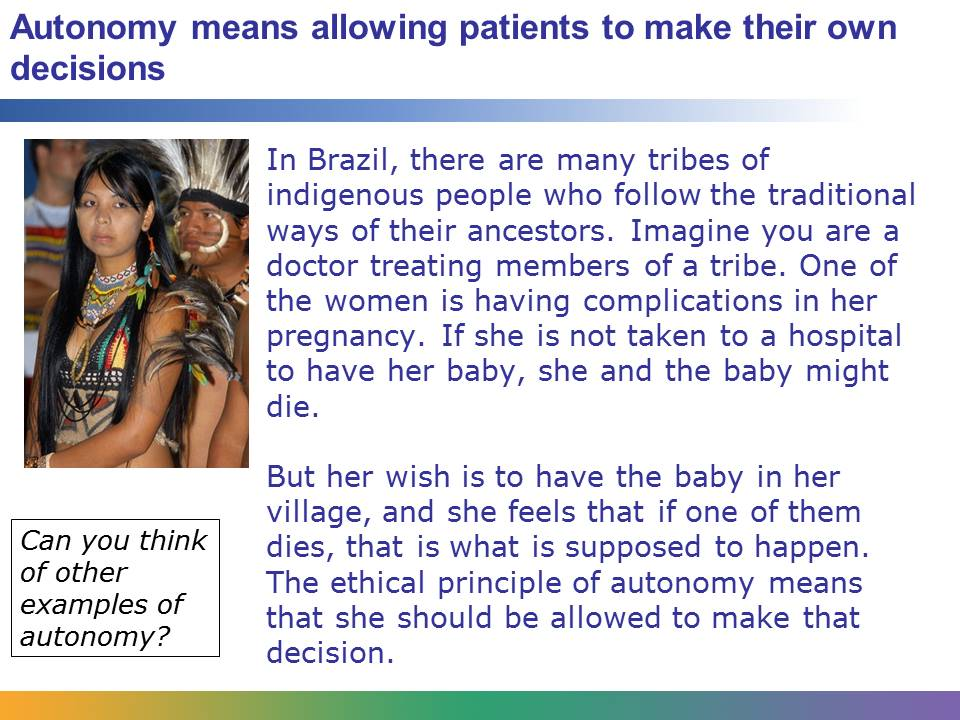 Autonomy means allowing patients to make their own
decisions
In Brazil, there are many tribes of
indigenous people who follow the traditional
ways of their ancestors. Imagine you are a
doctor treating members of a tribe. One of
the women is having complications in her
pregnancy. If she is not taken to a hospital
to have her baby, she and the baby might
die.
But her wish is to have the baby in her
village, and she feels that if one of them
dies, that is what is supposed to happen.
The ethical principle of autonomy means
that she should be allowed to make that
decision.
Can you think
of other
examples of
autonomy?